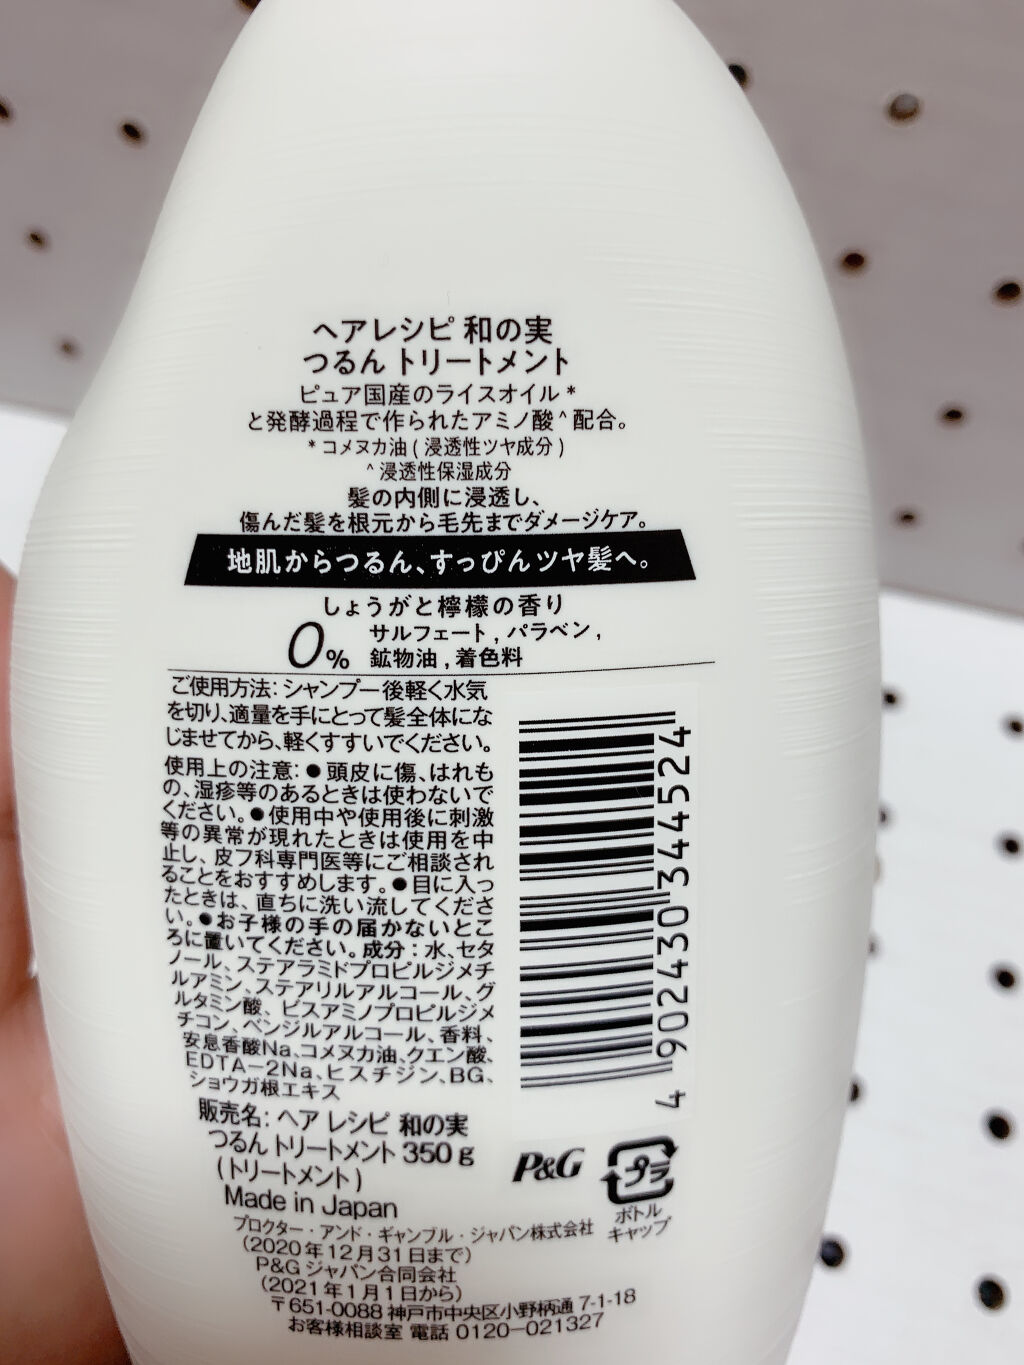 ヘアレシピ 和の実
つるん トリートメント
ピュア国産のライスオイル*
と発酵過程で作られたアミノ酸^配合。
*コメヌカ油(浸透性ツヤ成分)
^浸透性保湿成分
髪の内側に浸透し、
傷んだ髪を根元から毛先までダメージケア。
地肌からつるん、すっぴんツヤ髪へ。
しょうがと檸檬の香り
0% サルフェート, パラベン,
鉱物油, 着色料
ご使用方法: シャンプー後軽く水気
を切り、適量を手にとって髪全体にな
じませてから、軽くすすいでください。
使用上の注意: ●頭皮に傷、はれも
の、湿疹等のあるときは使わないで
ください。●使用中や使用後に刺激
等の異常が現れたときは使用を中
止し、皮フ科専門医等にご相談され
ることをおすすめします。●目に入っ
たときは、直ちに洗い流してくださ
い。●お子様の手の届かないとこ
ろに置いてください。成分: 水、セタ
ノール、ステアラミドプロピルジメチ
ルアミン、ステアリルアルコール、グ
ルタミン酸、ビスアミノプロピルジメ
チコン、ベンジルアルコール、香料、
安息香酸Na、コメヌカ油、クエン酸、
EDTA-2Na、ヒスチジン、BG、
ショウガ根エキス
販売名: ヘア レシピ 和の実
つるん トリートメント 350g
(トリートメント)
Made in Japan
プロクター・アンド・ギャンブル・ジャパン株式会社
(2020年12月31日まで)
P&Gジャパン合同会社
(2021年1月1日から)
〒651-0088 神戸市中央区小野柄通 7-1-18
お客様相談室 電話 0120-021327
4 902430 344524
P&G
プラ
ボトル
キャップ